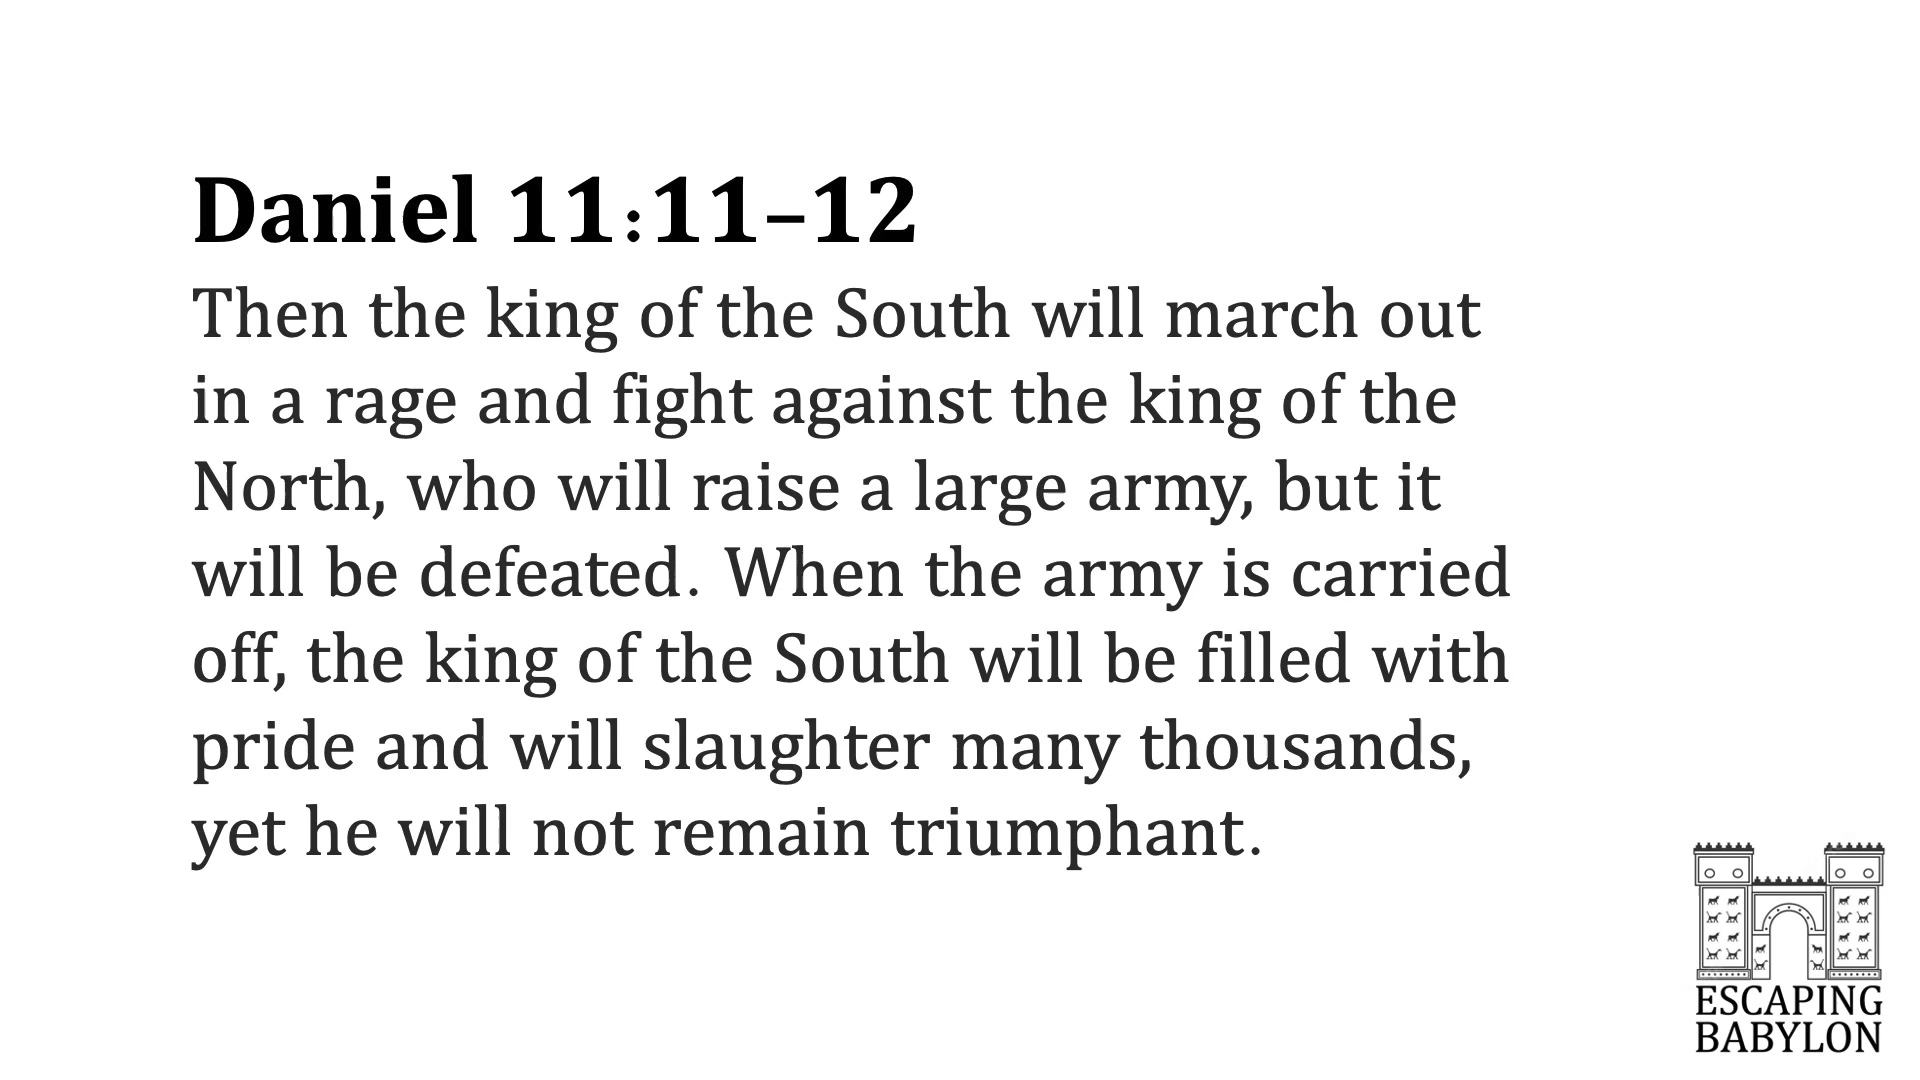 Daniel 11:11–12
Then the king of the South will march out
in a rage and fight against the king of the
North, who will raise a large army, but it
will be defeated. When the army is carried
off, the king of the South will be filled with
pride and will slaughter many thousands,
yet he will not remain triumphant.
ESCAPING
BABYLON